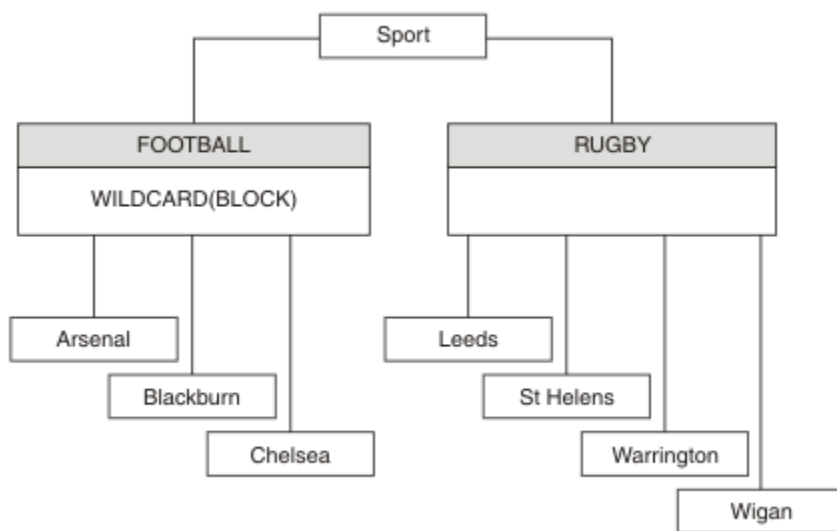 Sport
FOOTBALL
RUGBY
WILDCARD(BLOCK)
Arsenal
Leeds
Blackburn
St Helens
Chelsea
Warrington
Wigan